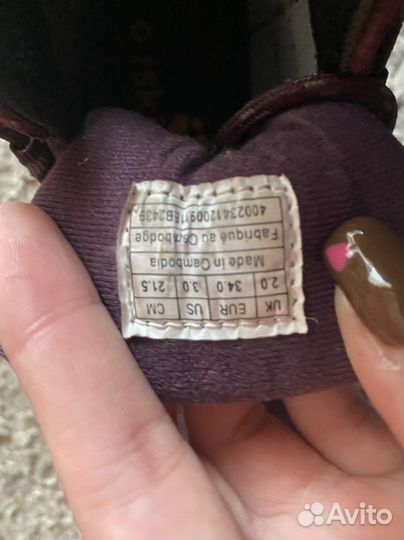 UK EUR US CM
2.0 34.0 3.0 21.5
Made in Cambodia
Fabriqué au Cambodge
Avito